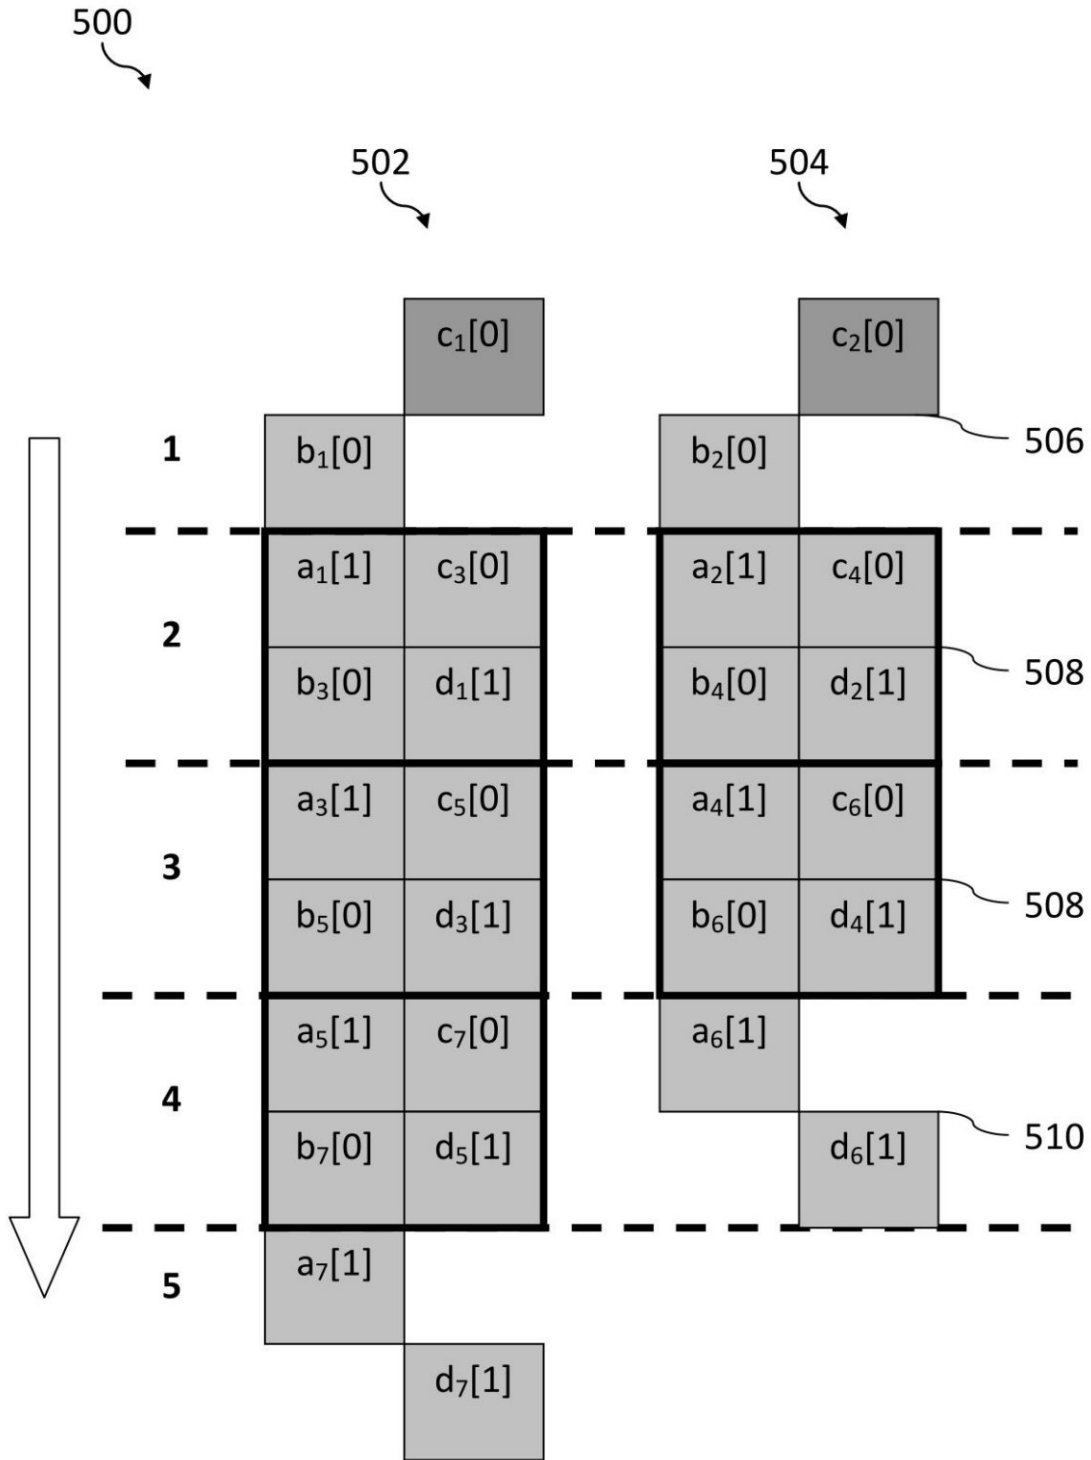 500
502 504
c₁[0] c₂[0]
1 b₁[0] b₂[0] 506
a₁[1] c₃[0] a₂[1] c₄[0]
2
b₃[0] d₁[1] b₄[0] d₂[1] 508
a₃[1] c₅[0] a₄[1] c₆[0]
3
b₅[0] d₃[1] b₆[0] d₄[1] 508
a₅[1] c₇[0] a₆[1]
4
b₇[0] d₅[1] d₆[1] 510
a₇[1]
5
d₇[1]